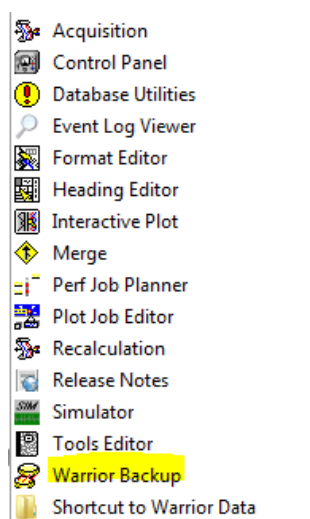 Acquisition
Control Panel
Database Utilities
Event Log Viewer
Format Editor
Heading Editor
Interactive Plot
Merge
Perf Job Planner
Plot Job Editor
Recalculation
Release Notes
SIM Simulator
Tools Editor
Warrior Backup
Shortcut to Warrior Data